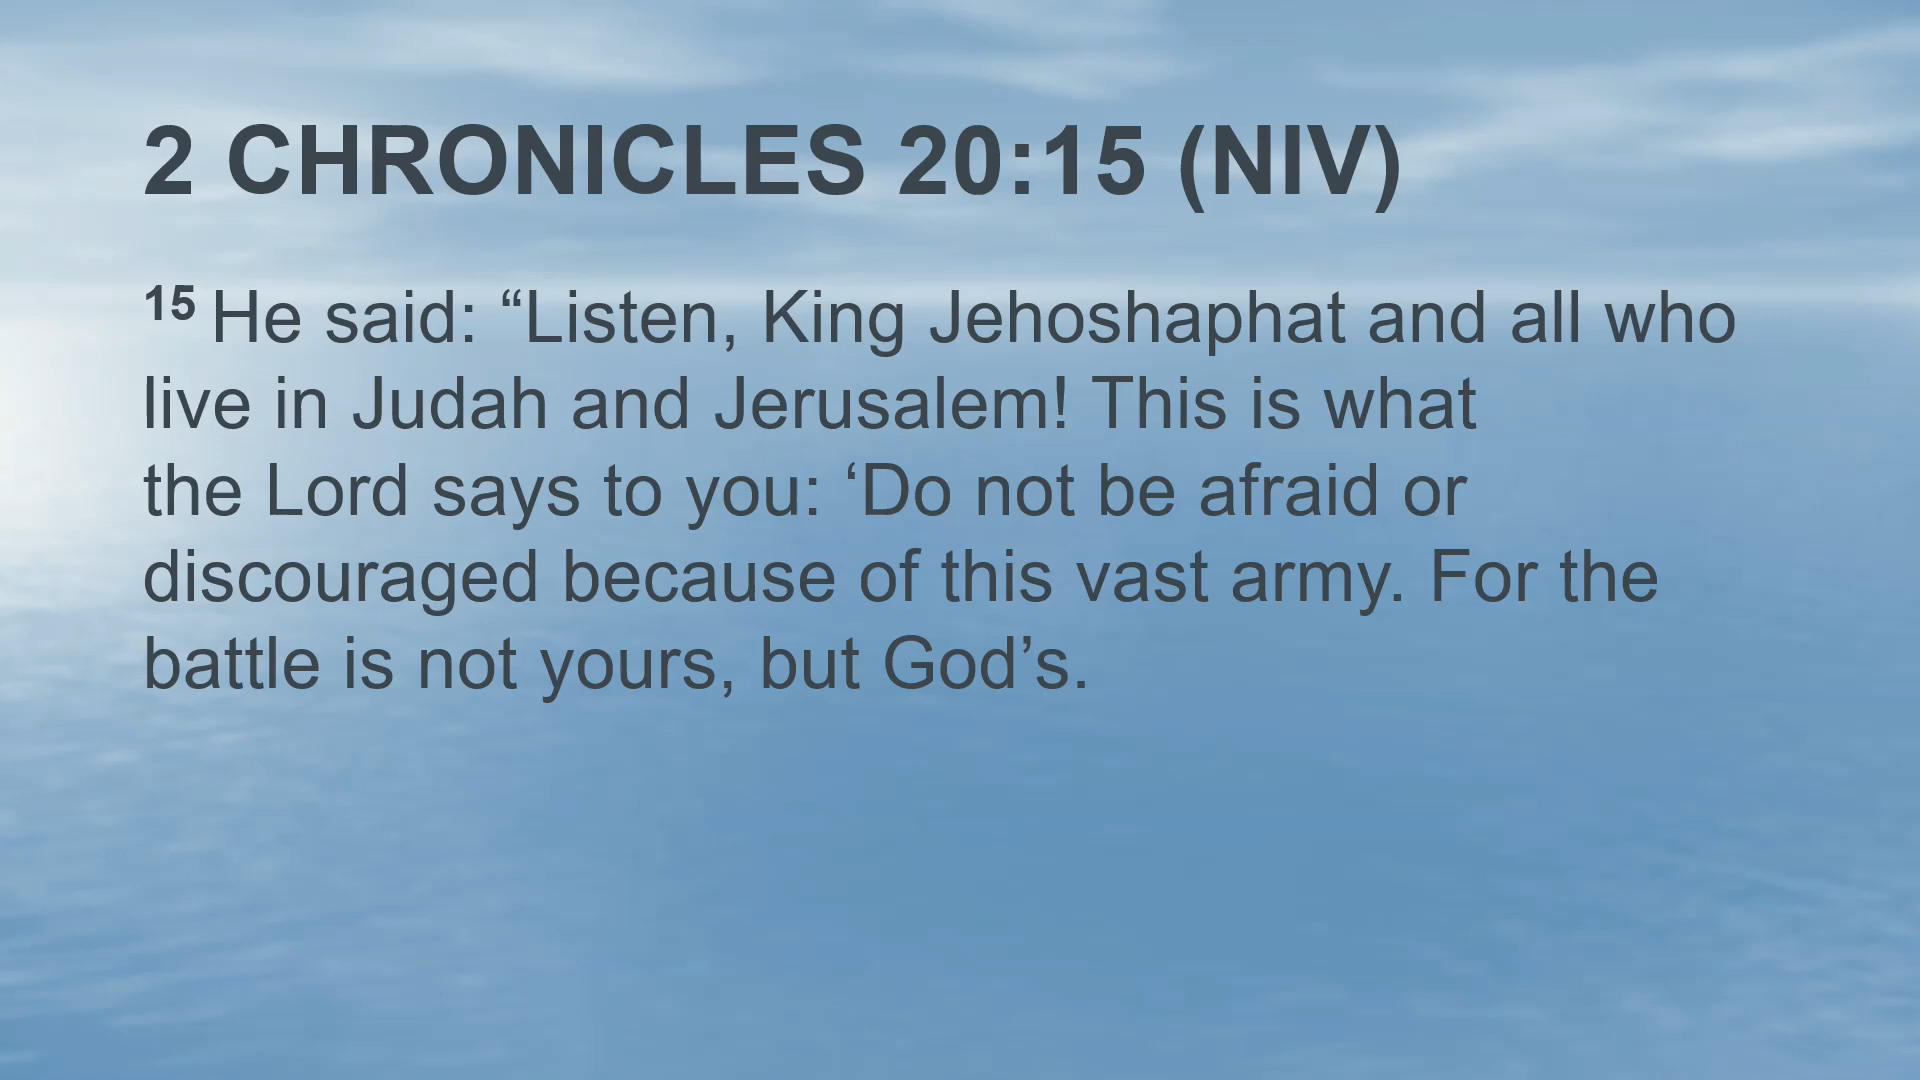 2 CHRONICLES 20:15 (NIV)
15 He said: “Listen, King Jehoshaphat and all who
live in Judah and Jerusalem! This is what
the Lord says to you: ‘Do not be afraid or
discouraged because of this vast army. For the
battle is not yours, but God’s.